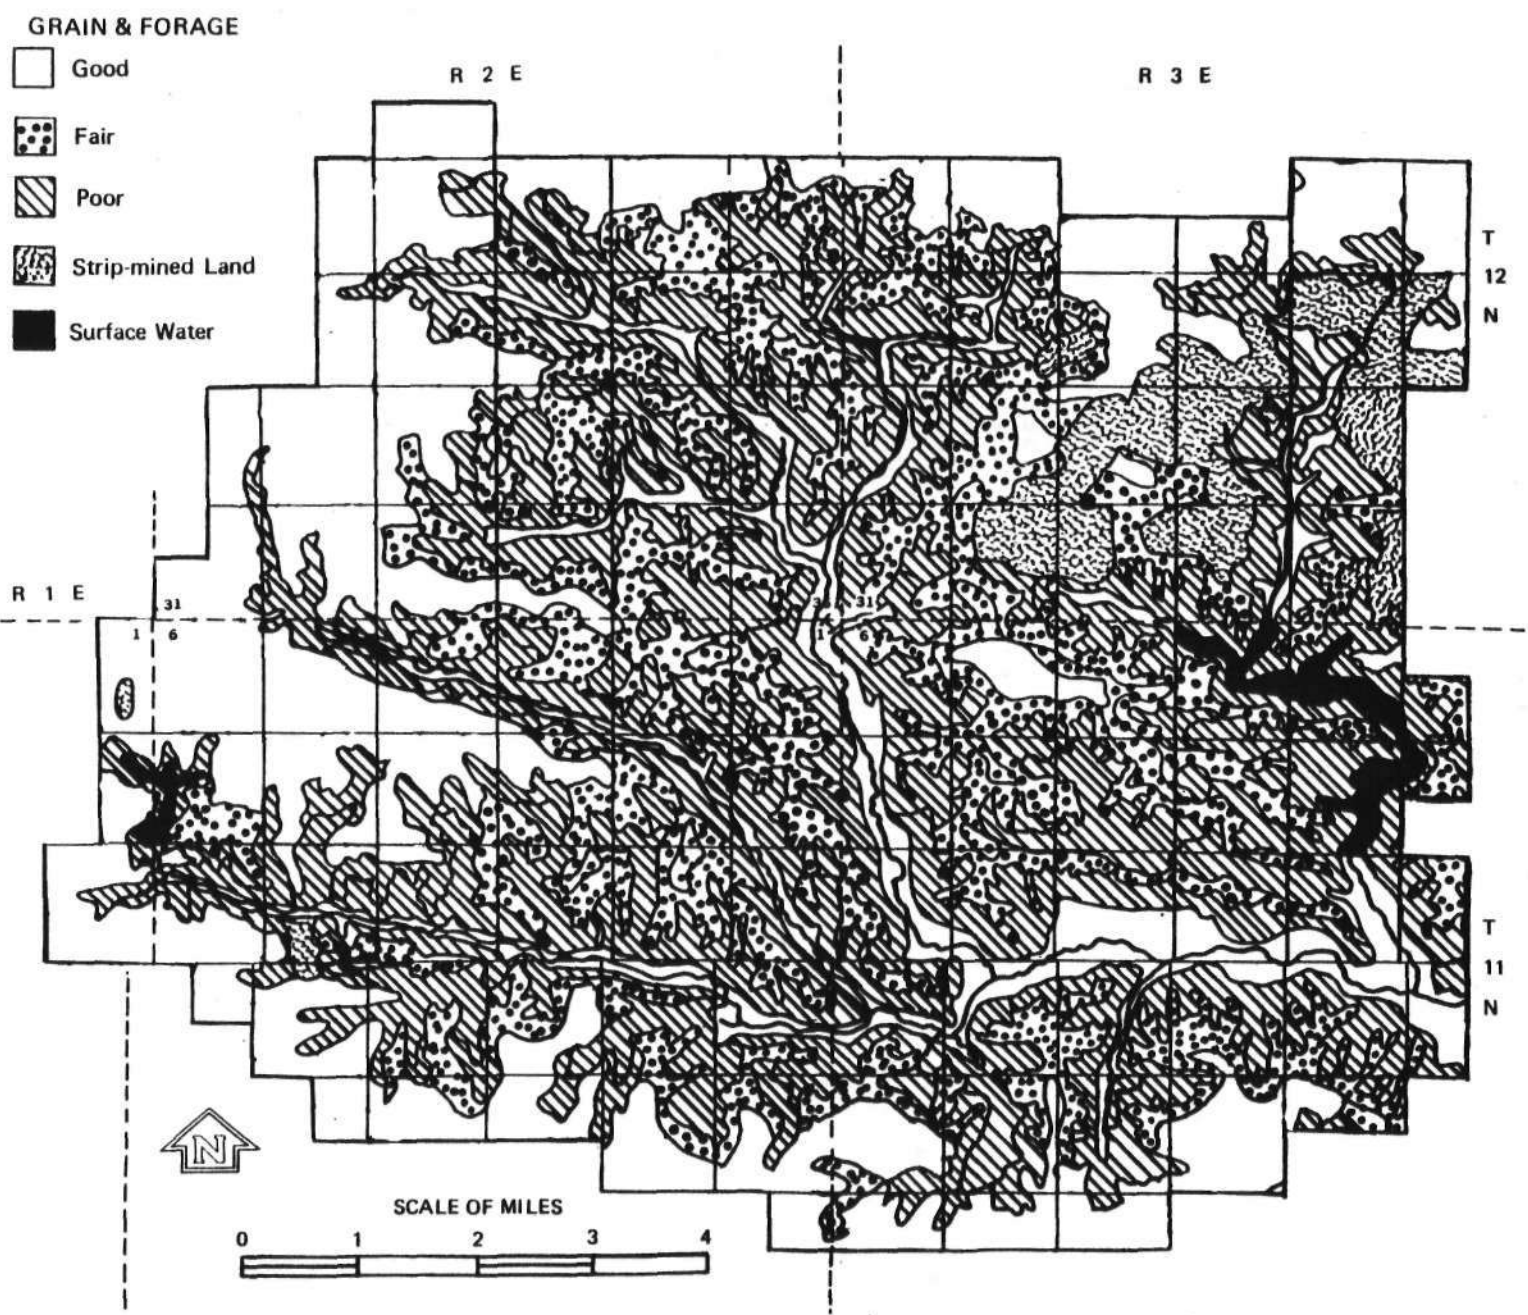 GRAIN & FORAGE
Good
Fair
Poor
Strip-mined Land
Surface Water
R 2 E
R 3 E
T
12
N
R 1 E
31
1 6
31
1 6
T
11
N
N
SCALE OF MILES
0 1 2 3 4